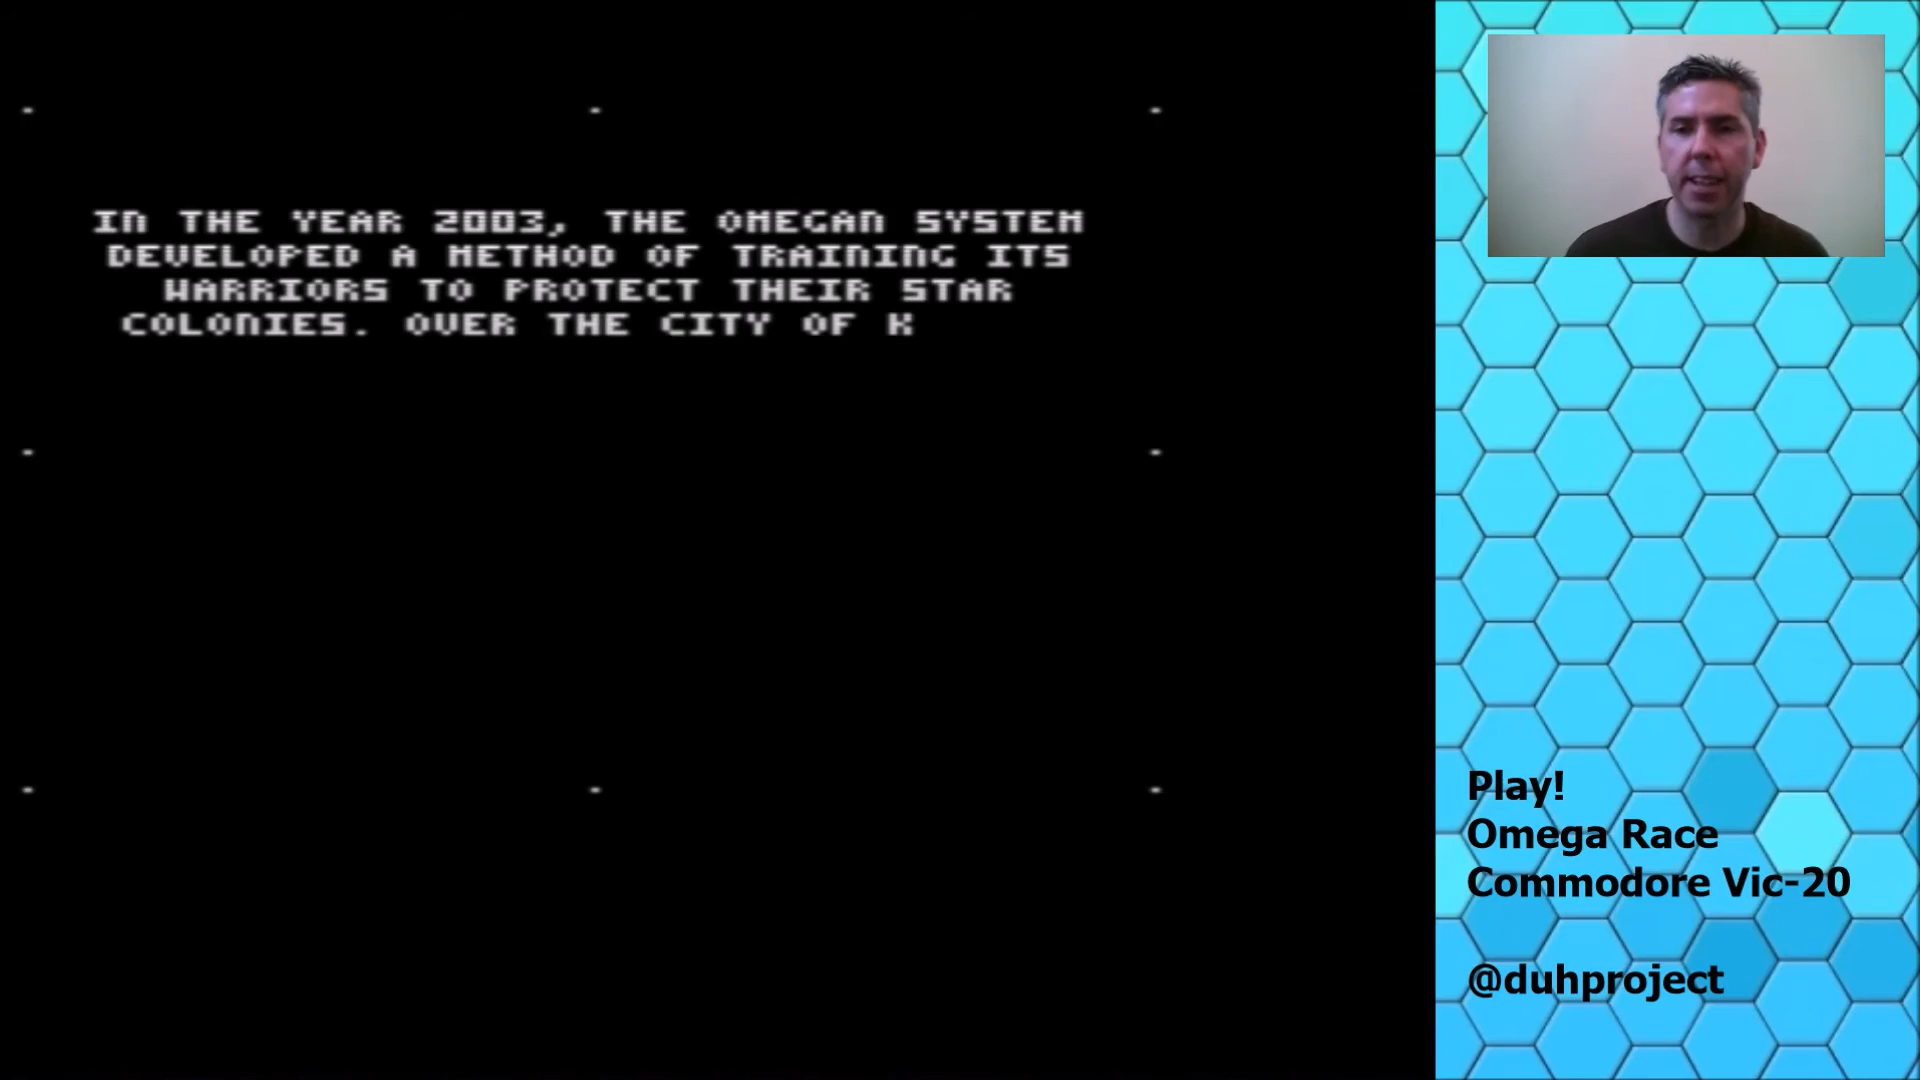 IN THE YEAR 2003, THE OMEGAN SYSTEM
DEVELOPED A METHOD OF TRAINING ITS
WARRIORS TO PROTECT THEIR STAR
COLONIES. OVER THE CITY OF K
Play!
Omega Race
Commodore Vic-20
@duhproject